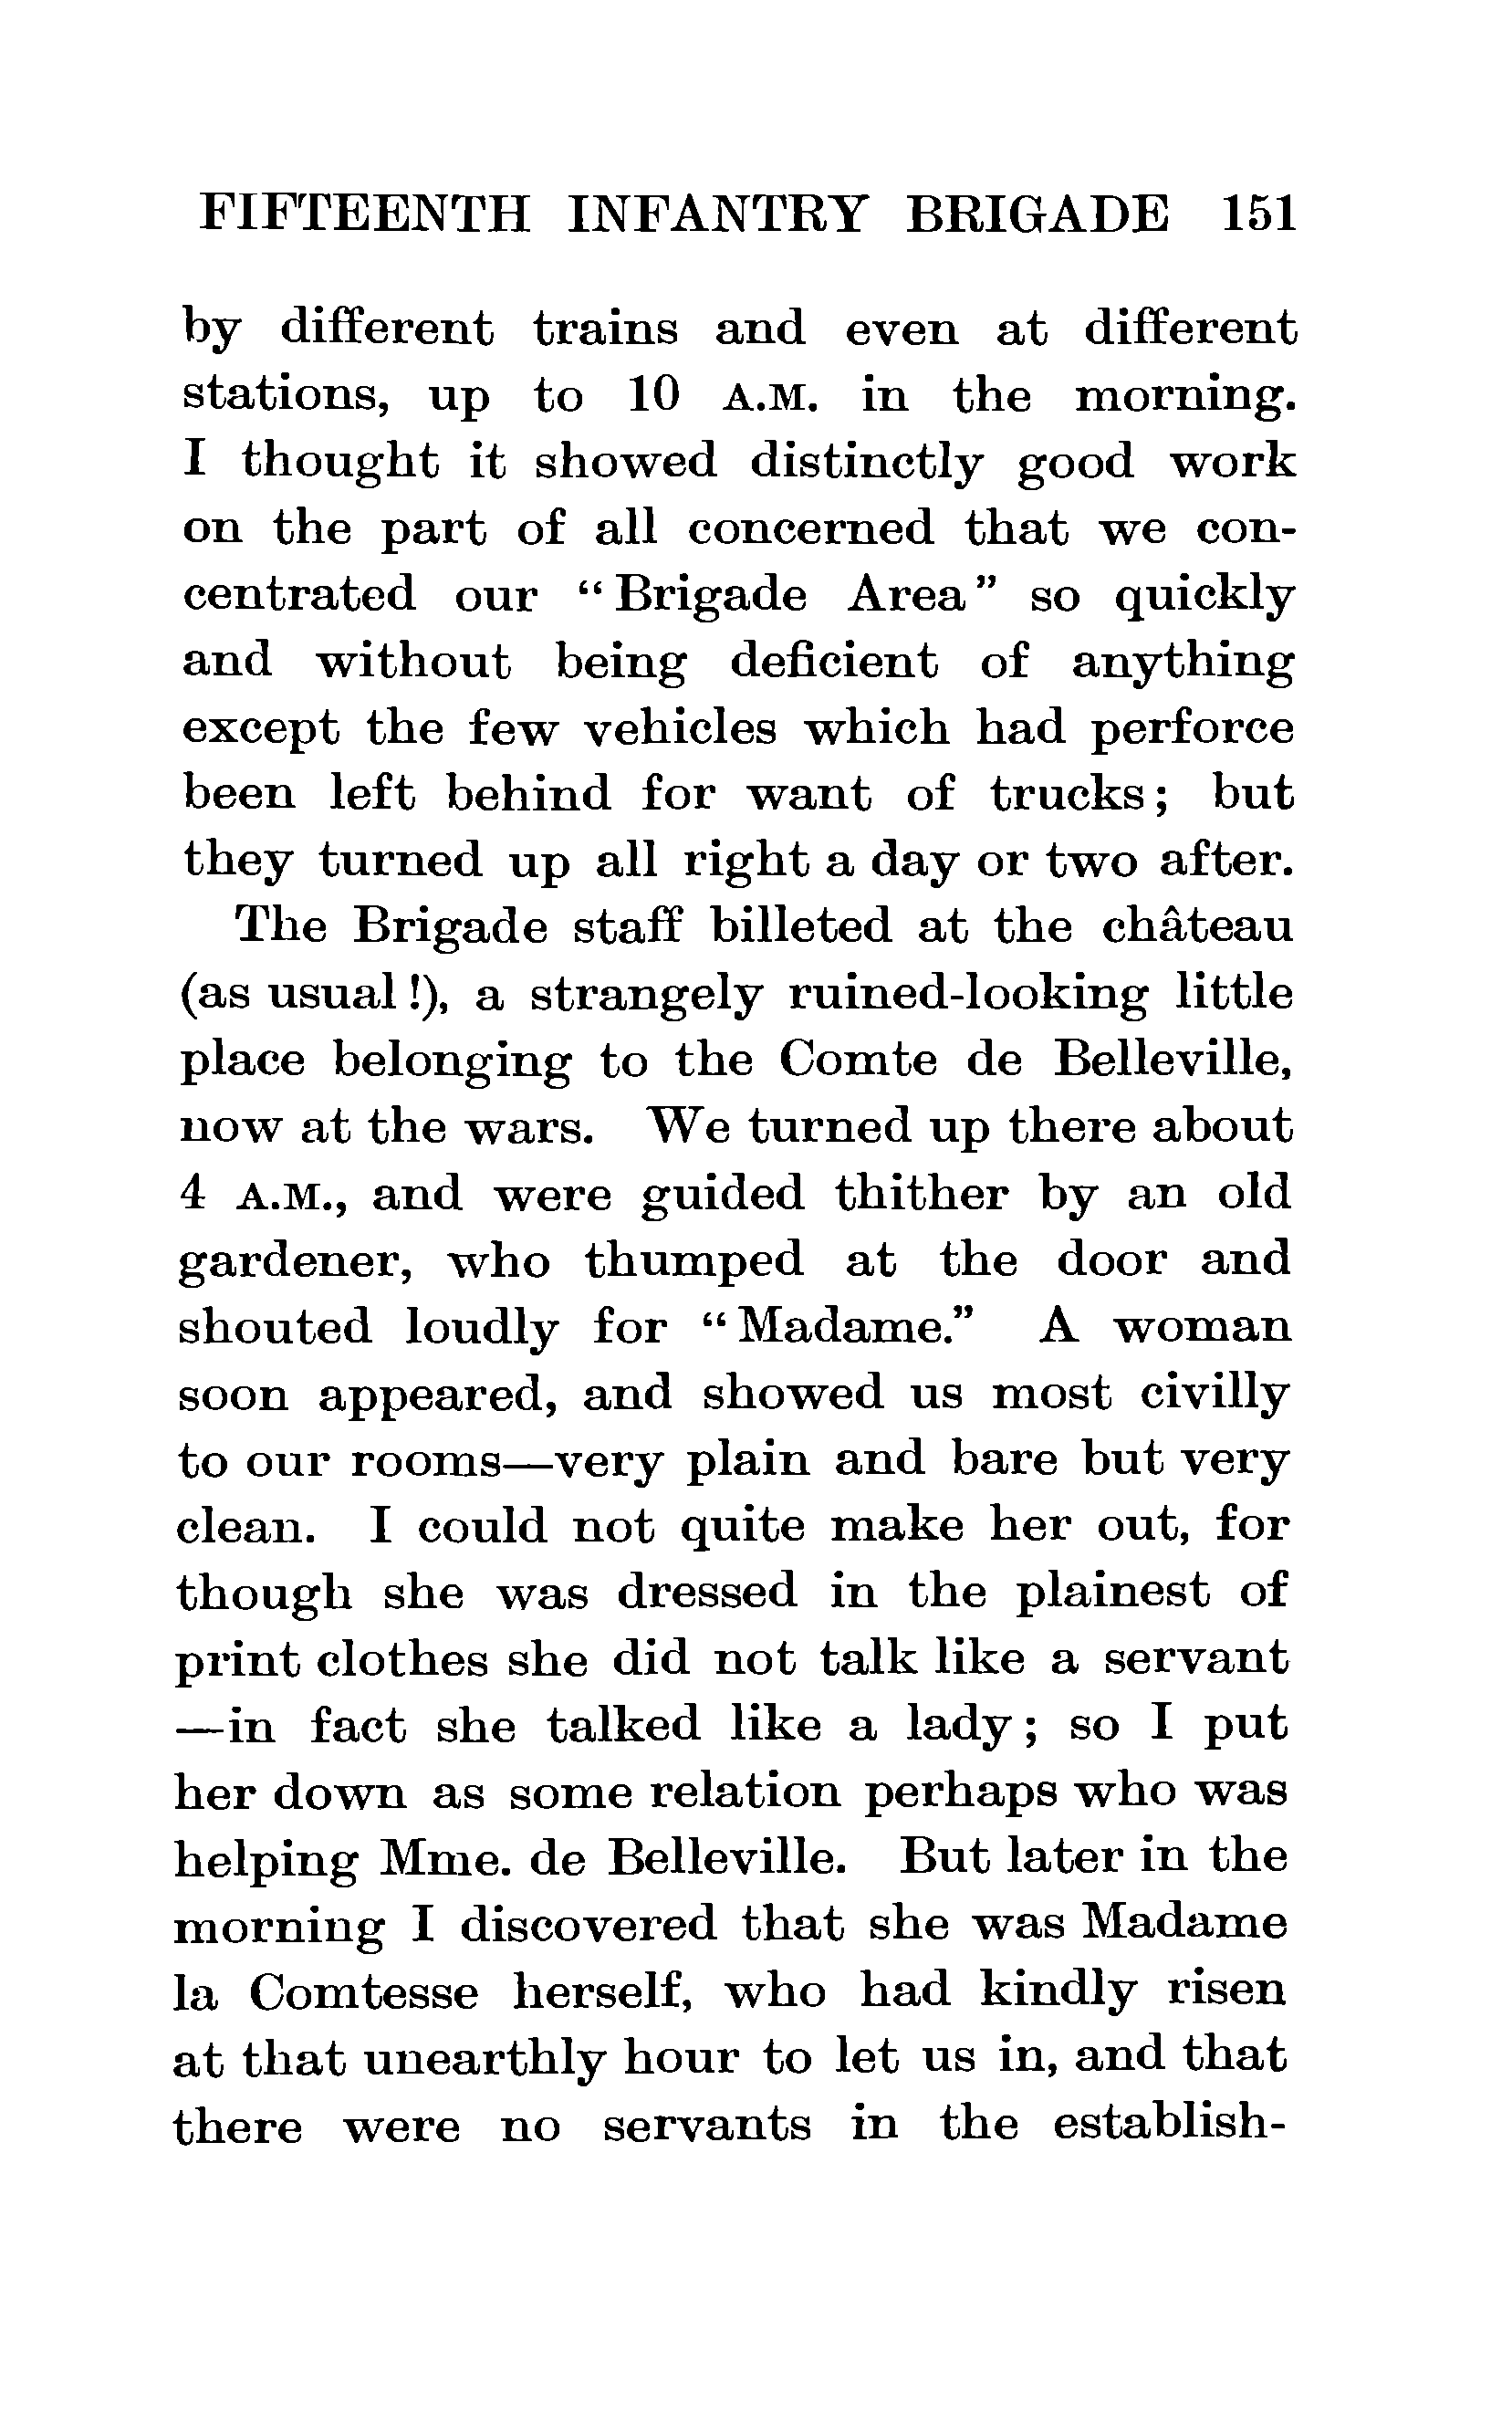 FIFTEENTH INFANTRY BRIGADE 151
by different trains and even at different
stations, up to 10 A.M. in the morning.
I thought it showed distinctly good work
on the part of all concerned that we con-
centrated our “Brigade Area” so quickly
and without being deficient of anything
except the few vehicles which had perforce
been left behind for want of trucks; but
they turned up all right a day or two after.
The Brigade staff billeted at the château
(as usual!), a strangely ruined-looking little
place belonging to the Comte de Belleville,
now at the wars. We turned up there about
4 A.M., and were guided thither by an old
gardener, who thumped at the door and
shouted loudly for “Madame.” A woman
soon appeared, and showed us most civilly
to our rooms—very plain and bare but very
clean. I could not quite make her out, for
though she was dressed in the plainest of
print clothes she did not talk like a servant
—in fact she talked like a lady; so I put
her down as some relation perhaps who was
helping Mme. de Belleville. But later in the
morning I discovered that she was Madame
la Comtesse herself, who had kindly risen
at that unearthly hour to let us in, and that
there were no servants in the establish-